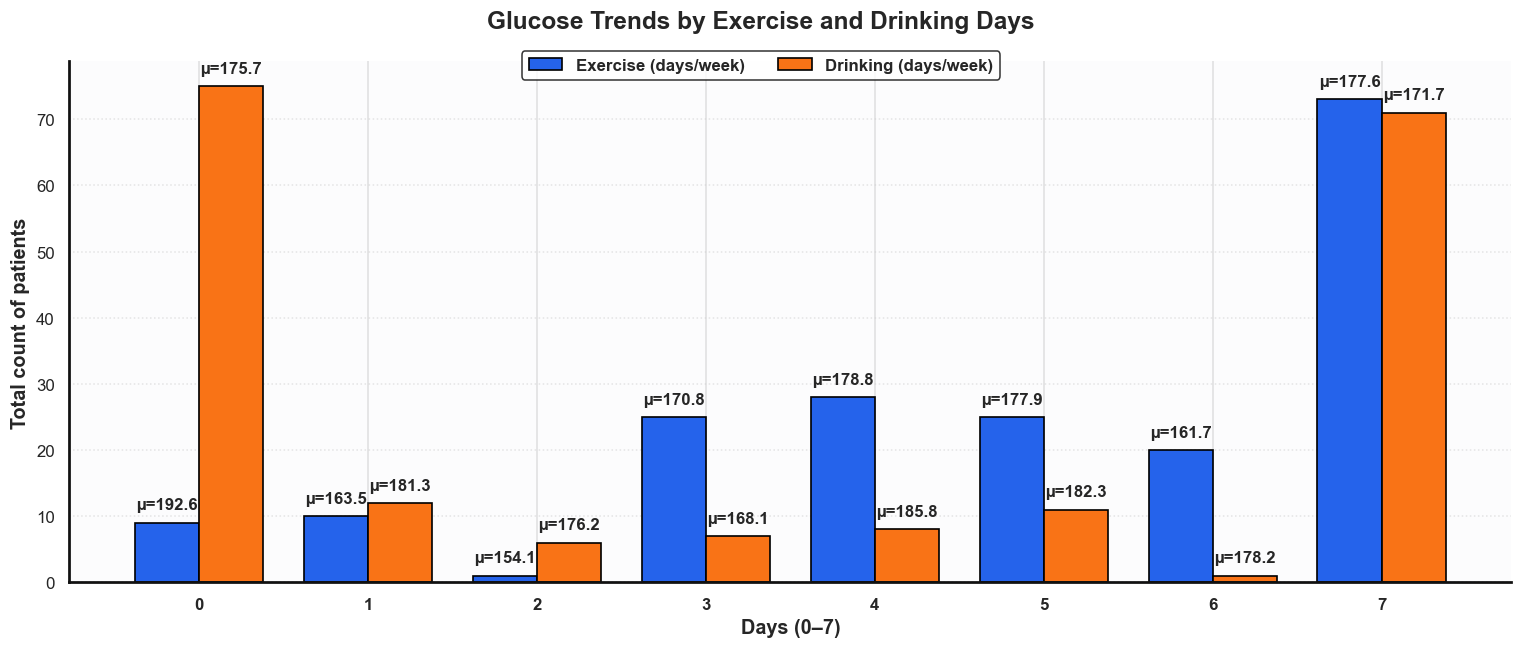 Glucose Trends by Exercise and Drinking Days
Exercise (days/week) Drinking (days/week)
Total count of patients
70
60
50
40
30
20
10
0
μ=192.6
μ=175.7
μ=163.5
μ=181.3
μ=154.1
μ=176.2
μ=170.8
μ=168.1
μ=178.8
μ=185.8
μ=177.9
μ=182.3
μ=161.7
μ=178.2
μ=177.6
μ=171.7
0 1 2 3 4 5 6 7
Days (0–7)